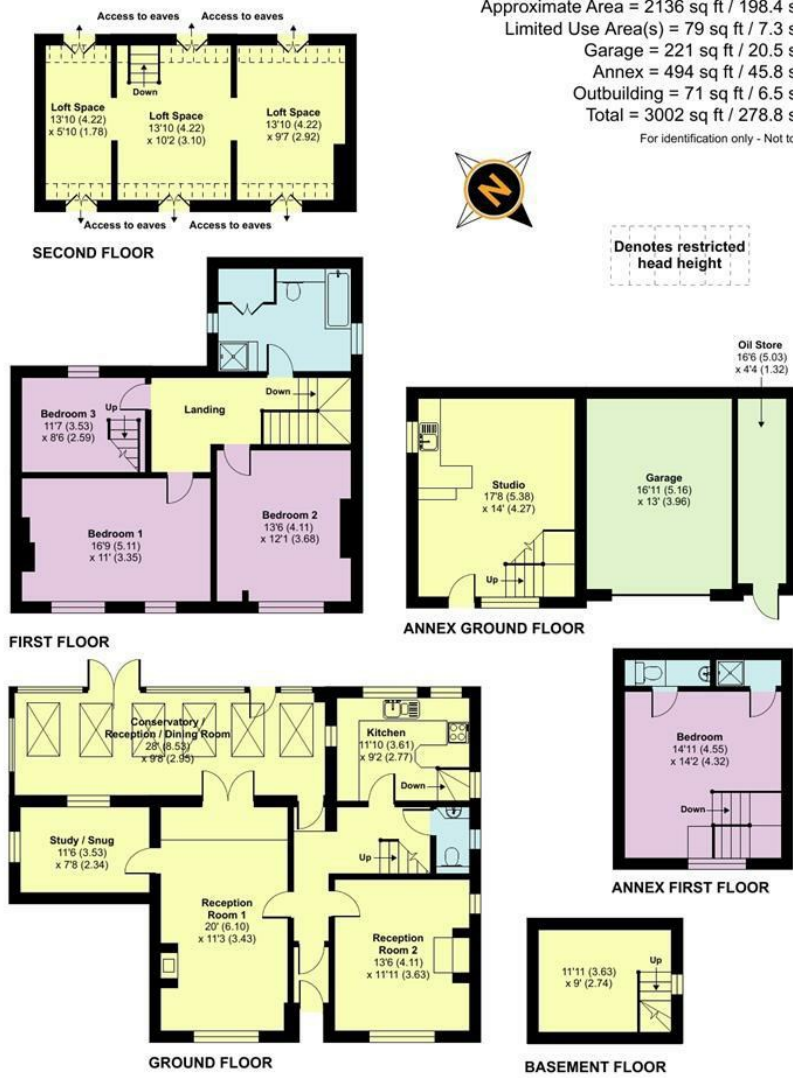 Approximate Area = 2136 sq ft / 198.4 s
Limited Use Area(s) = 79 sq ft / 7.3 s
Garage = 221 sq ft / 20.5 s
Annex = 494 sq ft / 45.8 s
Outbuilding = 71 sq ft / 6.5 s
Total = 3002 sq ft / 278.8 s
For identification only - Not to
N
Denotes restricted
head height
Access to eaves
Access to eaves
Down
Loft Space
13'10 (4.22)
x 5'10 (1.78)
Loft Space
13'10 (4.22)
x 10'2 (3.10)
Loft Space
13'10 (4.22)
x 9'7 (2.92)
Access to eaves
Access to eaves
SECOND FLOOR
Bedroom 3
11'7 (3.53)
x 8'6 (2.59)
Up
Landing
Down
Bedroom 1
16'9 (5.11)
x 11' (3.35)
Bedroom 2
13'6 (4.11)
x 12'1 (3.68)
FIRST FLOOR
Oil Store
16'6 (5.03)
x 4'4 (1.32)
Studio
17'8 (5.38)
x 14' (4.27)
Up
Garage
16'11 (5.16)
x 13' (3.96)
ANNEX GROUND FLOOR
Conservatory /
Reception / Dining Room
28' (8.53)
x 9'8 (2.95)
Kitchen
11'10 (3.61)
x 9'2 (2.77)
Down
Study / Snug
11'6 (3.53)
x 7'8 (2.34)
Up
Reception
Room 1
20' (6.10)
x 11'3 (3.43)
Reception
Room 2
13'6 (4.11)
x 11'11 (3.63)
GROUND FLOOR
Bedroom
14'11 (4.55)
x 14'2 (4.32)
Down
ANNEX FIRST FLOOR
11'11 (3.63)
x 9' (2.74)
Up
BASEMENT FLOOR